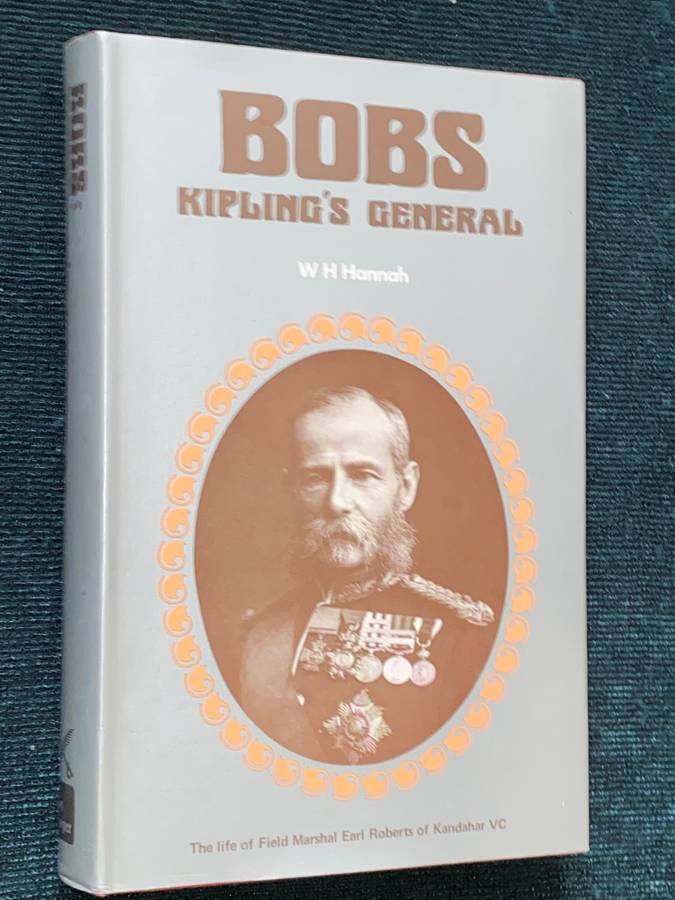 BOBS
KIPLING'S GENERAL
W H Hannah
The life of Field Marshal Earl Roberts of Kandahar VC